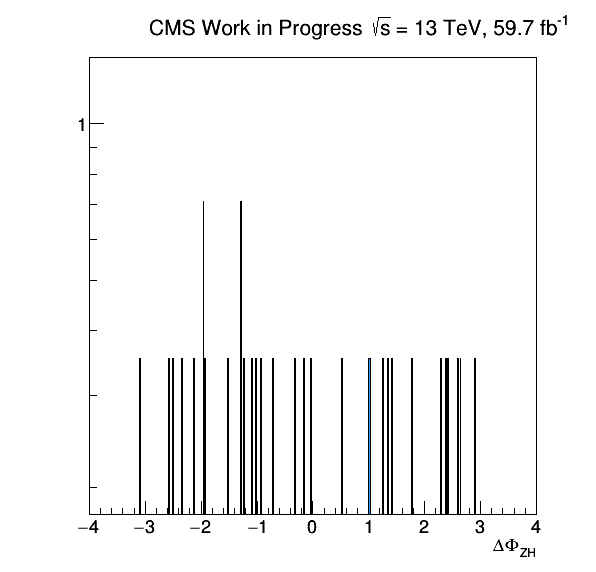 CMS Work in Progress √s = 13 TeV, 59.7 fb⁻¹
1
−4 −3 −2 −1 0 1 2 3 4
ΔΦ_ZH